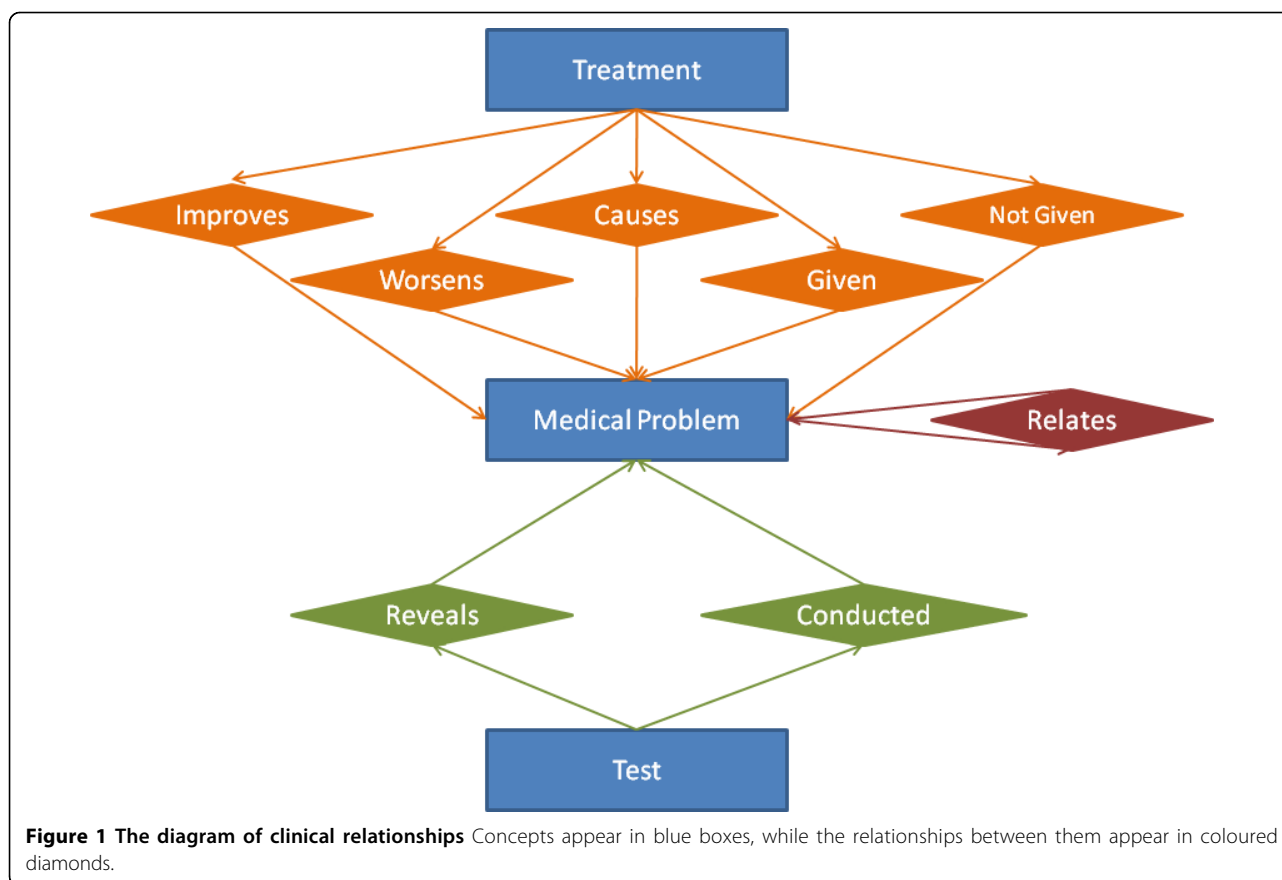 Treatment
Improves
Causes
Not Given
Worsens
Given
Medical Problem
Relates
Reveals
Conducted
Test
Figure 1 The diagram of clinical relationships Concepts appear in blue boxes, while the relationships between them appear in coloured
diamonds.